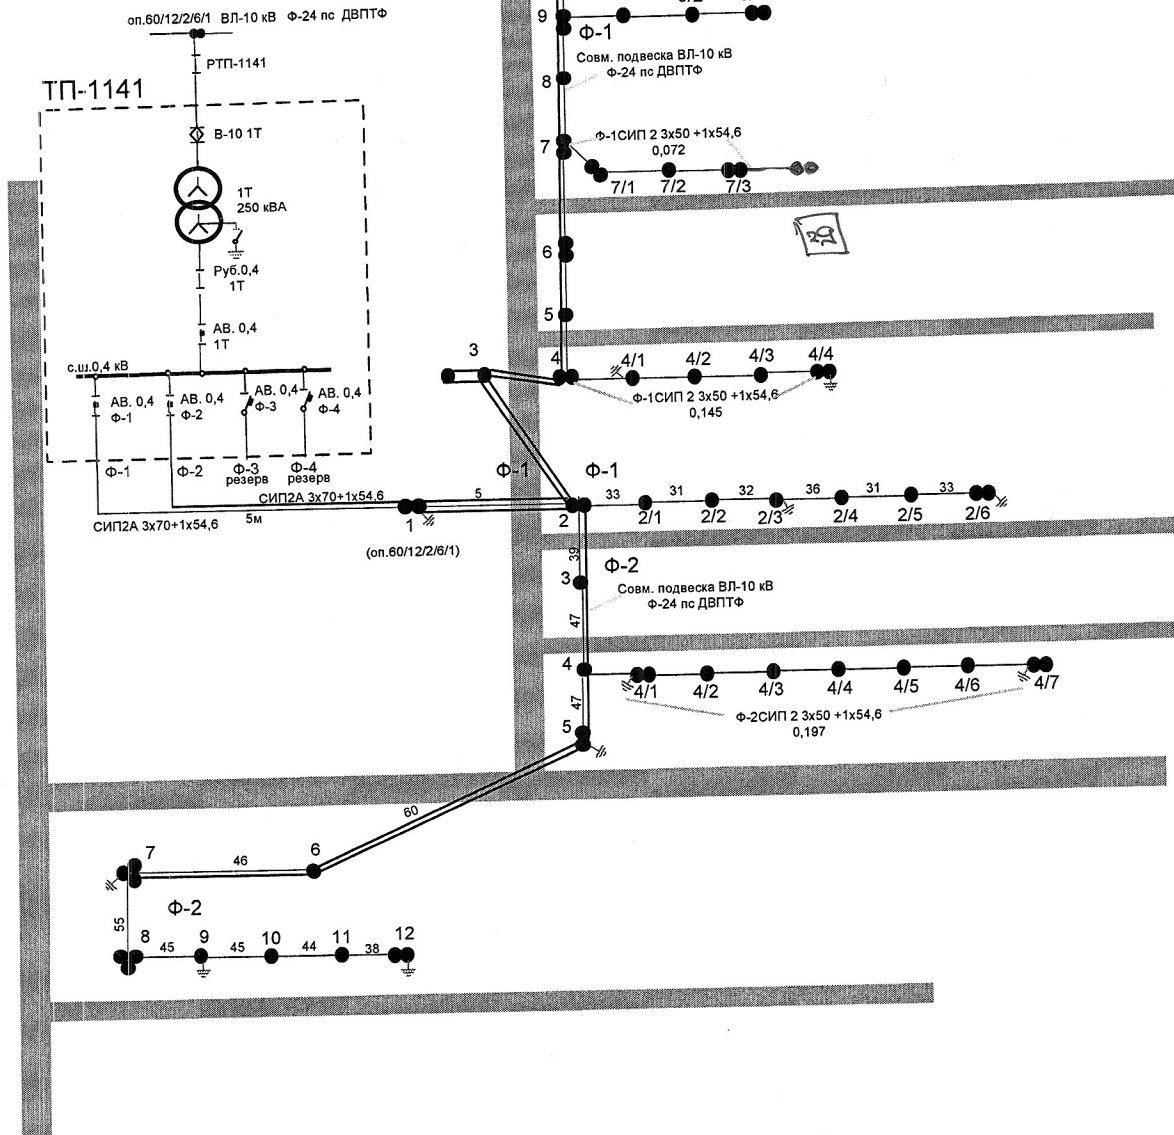 оп.60/12/2/6/1 ВЛ-10 кВ Ф-24 пс ДВПТФ
РТП-1141
ТП-1141
В-10 1Т
1Т
250 кВА
Руб.0,4
1Т
АВ. 0,4
1Т
с.ш.0,4 кВ
АВ. 0,4
Ф-1
АВ. 0,4
Ф-2
АВ. 0,4
Ф-3
АВ. 0,4
Ф-4
Ф-1
Ф-2
Ф-3
резерв
Ф-4
резерв
СИП2А 3х70+1х54,6
СИП2А 3х70+1х54,6
5м
1
(оп.60/12/2/6/1)
5
9
Ф-1
Совм. подвеска ВЛ-10 кВ
Ф-24 пс ДВПТФ
8
7
Ф-1СИП 2 3х50 +1х54,6
0,072
7/1
7/2
7/3
6
5
3
4
4/1
4/2
4/3
4/4
Ф-1СИП 2 3х50 +1х54,6
0,145
Ф-1
Ф-1
2
33
31
32
36
31
33
2/1
2/2
2/3
2/4
2/5
2/6
39
Ф-2
3
Совм. подвеска ВЛ-10 кВ
Ф-24 пс ДВПТФ
47
4
4/1
4/2
4/3
4/4
4/5
4/6
4/7
Ф-2СИП 2 3х50 +1х54,6
0,197
47
5
60
6
46
7
55
Ф-2
8
45
9
45
10
44
11
38
12